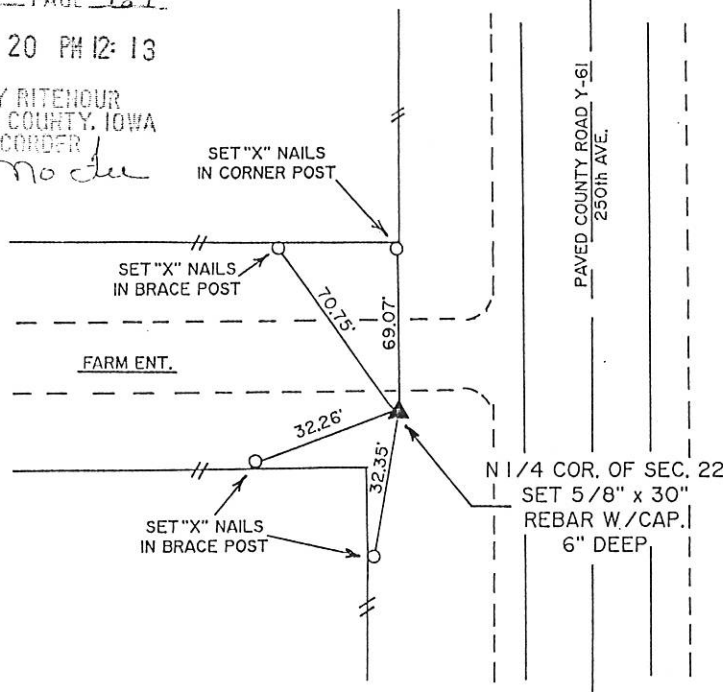 PAGE
20 PM 12: 13
RITENOUR
COUNTY, IOWA
CORDER
SET "X" NAILS
IN CORNER POST
SET "X" NAILS
IN BRACE POST
PAVED COUNTY ROAD Y-61
250th AVE.
70.75'
69.07'
FARM ENT.
32.26'
32.35'
N 1/4 COR. OF SEC. 22
SET 5/8" x 30"
REBAR W./CAP.
6" DEEP
SET "X" NAILS
IN BRACE POST